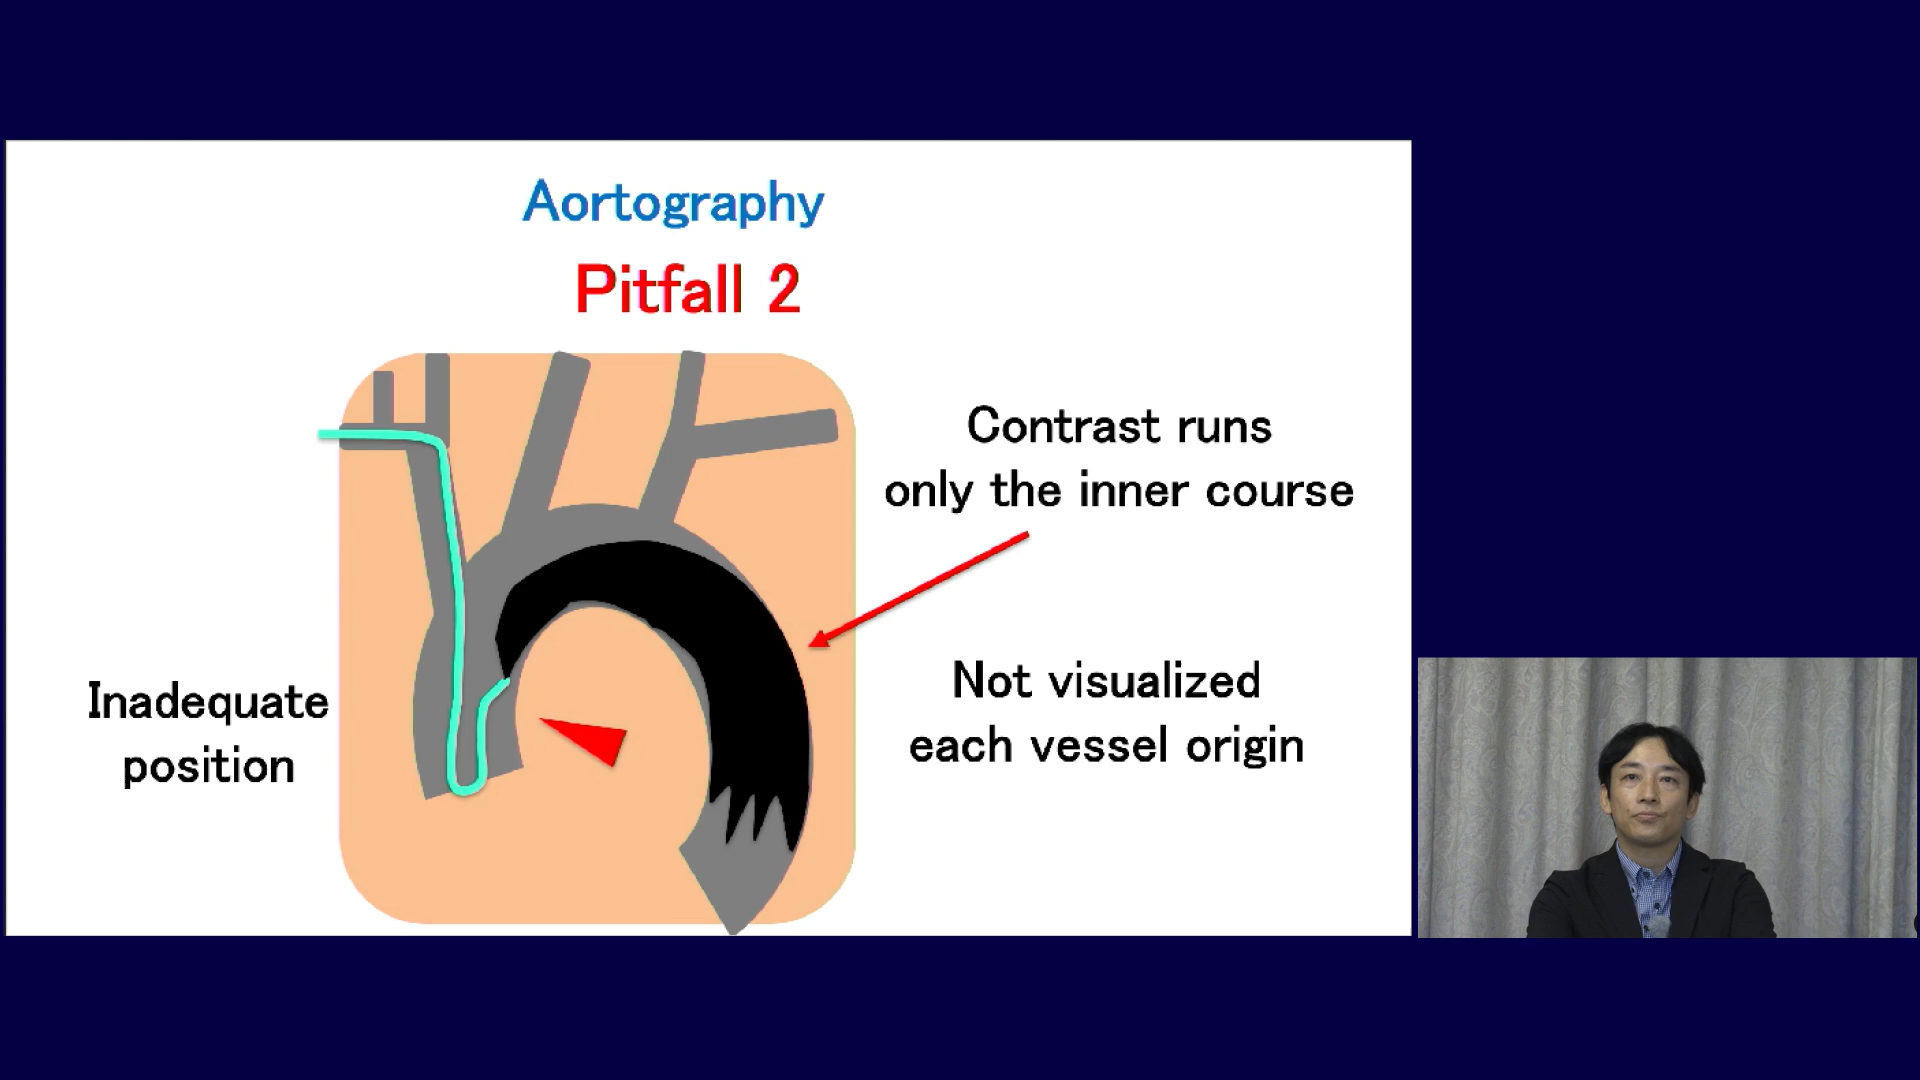 Aortography
Pitfall 2
Contrast runs
only the inner course
Inadequate
position
Not visualized
each vessel origin